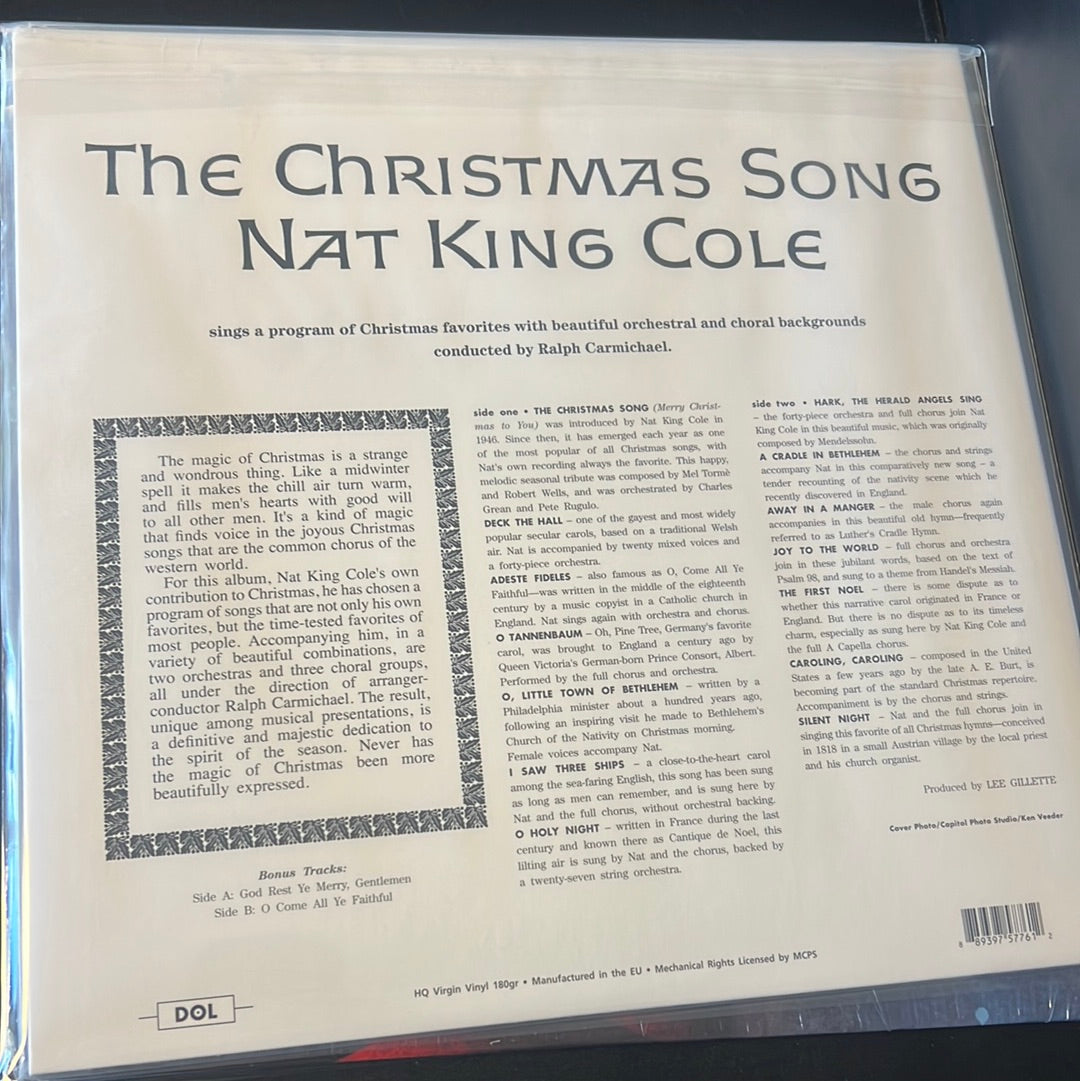 The Christmas Song
Nat King Cole
sings a program of Christmas favorites with beautiful orchestral and choral backgrounds
conducted by Ralph Carmichael.
The magic of Christmas is a strange
and wondrous thing. Like a midwinter
spell it makes the chill air turn warm,
and fills men's hearts with good will
to all other men. It's a kind of magic
that finds voice in the joyous Christmas
songs that are the common chorus of the
western world.
For this album, Nat King Cole's own
contribution to Christmas, he has chosen a
program of songs that are not only his own
favorites, but the time-tested favorites of
most people. Accompanying him, in a
variety of beautiful combinations, are
two orchestras and three choral groups,
all under the direction of arranger-
conductor Ralph Carmichael. The result,
unique among musical presentations, is
a definitive and majestic dedication to
the spirit of the season. Never has
the magic of Christmas been more
beautifully expressed.
Bonus Tracks:
Side A: God Rest Ye Merry, Gentlemen
Side B: O Come All Ye Faithful
side one • THE CHRISTMAS SONG (Merry Christ-
mas to You) was introduced by Nat King Cole in
1946. Since then, it has emerged each year as one
of the most popular of all Christmas songs, with
Nat's own recording always the favorite. This happy,
melodic seasonal tribute was composed by Mel Tormè
and Robert Wells, and was orchestrated by Charles
Grean and Pete Rugulo.
DECK THE HALL – one of the gayest and most widely
popular secular carols, based on a traditional Welsh
air. Nat is accompanied by twenty mixed voices and
a forty-piece orchestra.
ADESTE FIDELES – also famous as O, Come All Ye
Faithful—was written in the middle of the eighteenth
century by a music copyist in a Catholic church in
England. Nat sings again with orchestra and chorus.
O TANNENBAUM – Oh, Pine Tree, Germany's favorite
carol, was brought to England a century ago by
Queen Victoria's German-born Prince Consort, Albert.
Performed by the full chorus and orchestra.
O, LITTLE TOWN OF BETHLEHEM – written by a
Philadelphia minister about a hundred years ago,
following an inspiring visit he made to Bethlehem's
Church of the Nativity on Christmas morning.
Female voices accompany Nat.
I SAW THREE SHIPS – a close-to-the-heart carol
among the sea-faring English, this song has been sung
as long as men can remember, and is sung here by
Nat and the full chorus, without orchestral backing.
O HOLY NIGHT – written in France during the last
century and known there as Cantique de Noel, this
lilting air is sung by Nat and the chorus, backed by
a twenty-seven string orchestra.
side two • HARK, THE HERALD ANGELS SING
– the forty-piece orchestra and full chorus join Nat
King Cole in this beautiful music, which was originally
composed by Mendelssohn.
A CRADLE IN BETHLEHEM – the chorus and strings
accompany Nat in this comparatively new song – a
tender recounting of the nativity scene which he
recently discovered in England.
AWAY IN A MANGER – the male chorus again
accompanies in this beautiful old hymn—frequently
referred to as Luther's Cradle Hymn.
JOY TO THE WORLD – full chorus and orchestra
join in these jubilant words, based on the text of
Psalm 98, and sung to a theme from Handel's Messiah.
THE FIRST NOEL – there is some dispute as to
whether this narrative carol originated in France or
England. But there is no dispute as to its timeless
charm, especially as sung here by Nat King Cole and
the full A Capella chorus.
CAROLING, CAROLING – composed in the United
States a few years ago by the late A. E. Burt, is
becoming part of the standard Christmas repertoire.
Accompaniment is by the chorus and strings.
SILENT NIGHT – Nat and the full chorus join in
singing this favorite of all Christmas hymns—conceived
in 1818 in a small Austrian village by the local priest
and his church organist.
Produced by LEE GILLETTE
Cover Photo/Capital Photo Studio/Ken Veeder
8 89397 57761 2
HQ Virgin Vinyl 180gr • Manufactured in the EU • Mechanical Rights Licensed by MCPS
DOL